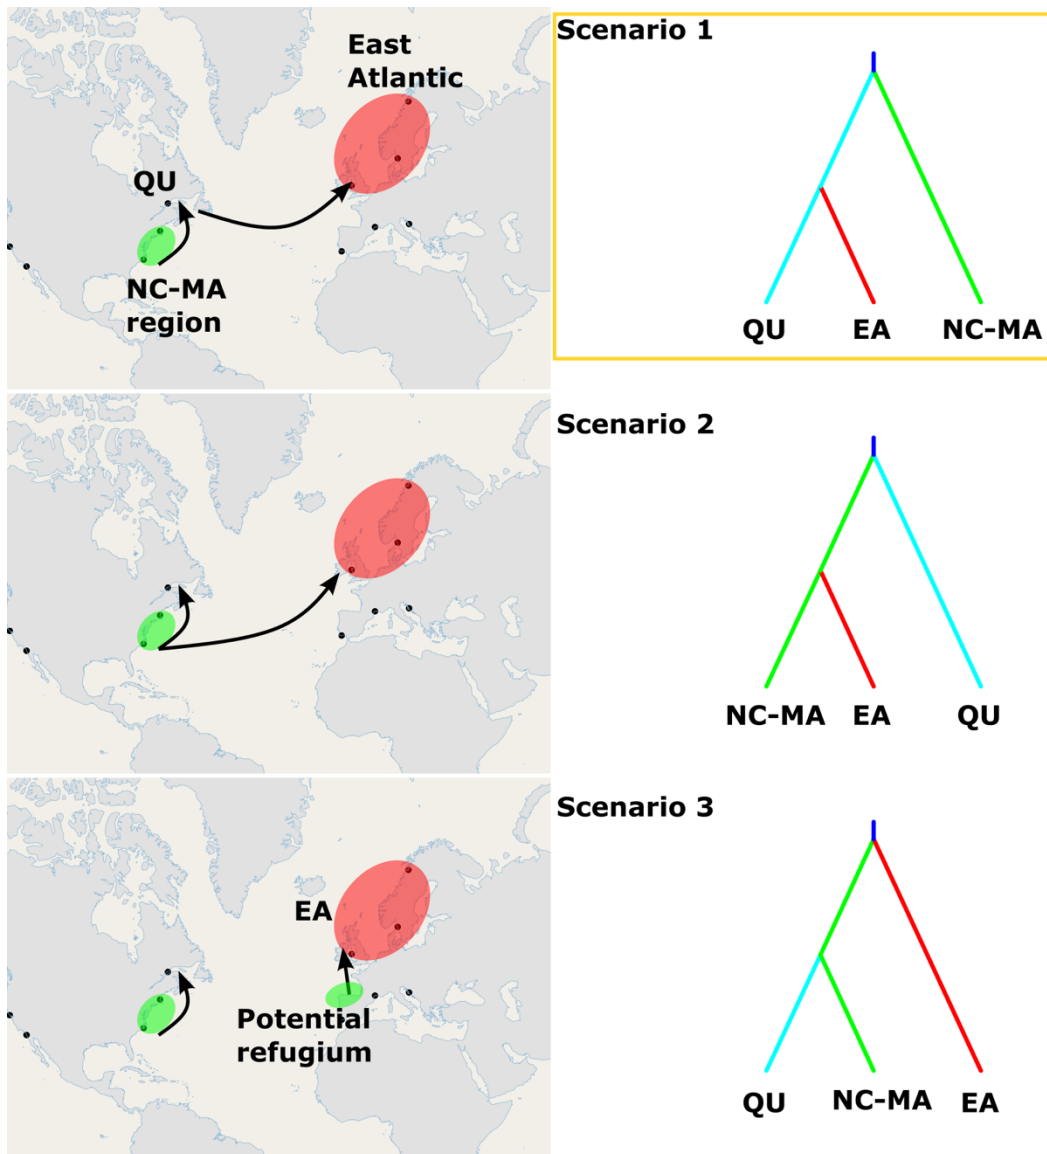 East
Atlantic
QU
NC-MA
region
Scenario 1
QU EA NC-MA
Scenario 2
NC-MA EA QU
EA
Potential
refugium
Scenario 3
QU NC-MA EA